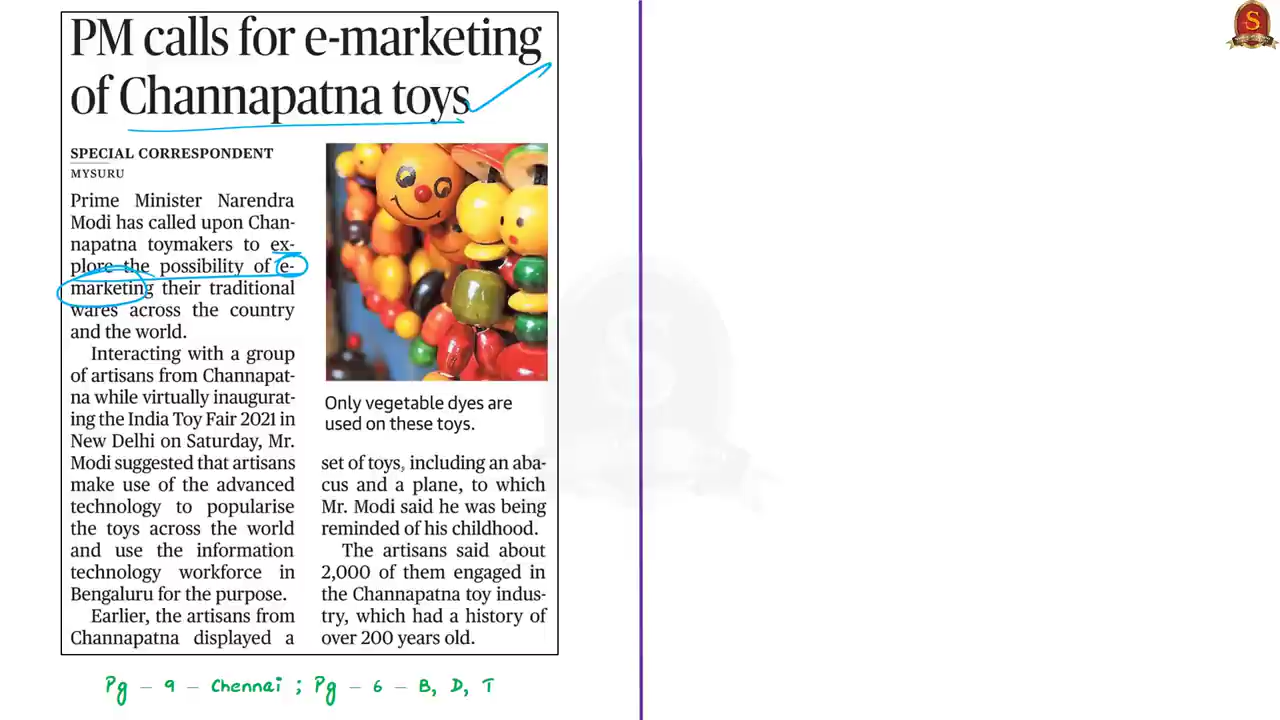 PM calls for e-marketing
of Channapatna toys
SPECIAL CORRESPONDENT
MYSURU
Prime Minister Narendra
Modi has called upon Chan-
napatna toymakers to ex-
plore the possibility of e-
marketing their traditional
wares across the country
and the world.
Interacting with a group
of artisans from Channapat-
na while virtually inaugurat-
ing the India Toy Fair 2021 in
New Delhi on Saturday, Mr.
Modi suggested that artisans
make use of the advanced
technology to popularise
the toys across the world
and use the information
technology workforce in
Bengaluru for the purpose.
Earlier, the artisans from
Channapatna displayed a
Only vegetable dyes are
used on these toys.
set of toys, including an aba-
cus and a plane, to which
Mr. Modi said he was being
reminded of his childhood.
The artisans said about
2,000 of them engaged in
the Channapatna toy indus-
try, which had a history of
over 200 years old.
Pg – 9 – Chennai ; Pg – 6 – B, D, T
S
S